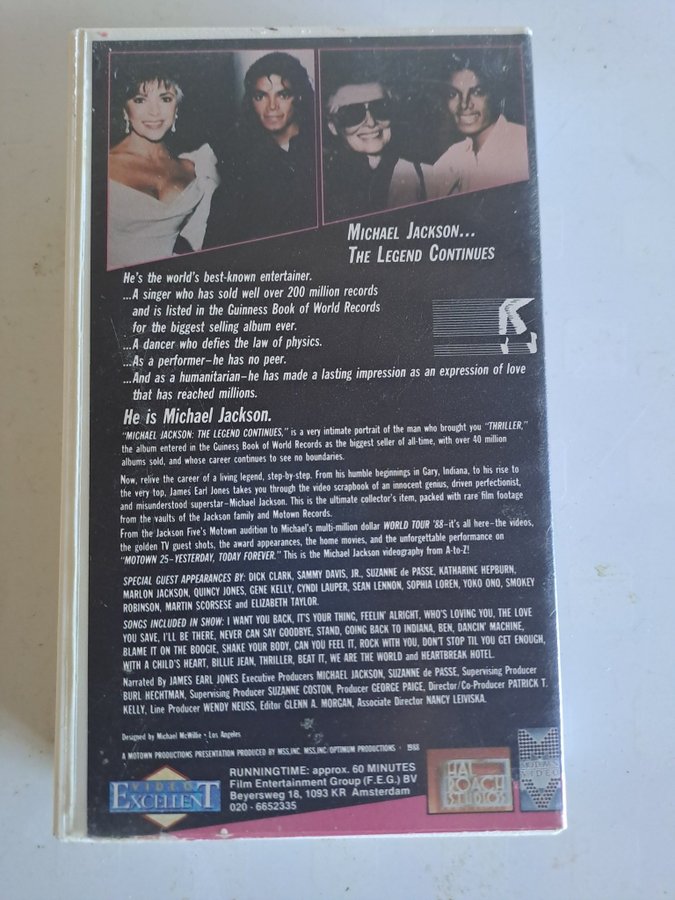 MICHAEL JACKSON...
THE LEGEND CONTINUES
He's the world's best-known entertainer.
...A singer who has sold well over 200 million records
and is listed in the Guinness Book of World Records
for the biggest selling album ever.
...A dancer who defies the law of physics.
...As a performer—he has no peer.
...And as a humanitarian—he has made a lasting impression as an expression of love
that has reached millions.
He is Michael Jackson.
"MICHAEL JACKSON: THE LEGEND CONTINUES," is a very intimate portrait of the man who brought you "THRILLER,"
the album entered in the Guiness Book of World Records as the biggest seller of all-time, with over 40 million
albums sold, and whose career continues to see no boundaries.
Now, relive the career of a living legend, step-by-step. From his humble beginnings in Gary, Indiana, to his rise to
the very top, James Earl Jones takes you through the video scrapbook of an innocent genius, driven perfectionist,
and misunderstood superstar—Michael Jackson. This is the ultimate collector's item, packed with rare film footage
from the vaults of the Jackson family and Motown Records.
From the Jackson Five's Motown audition to Michael's multi-million dollar WORLD TOUR '88—it's all here—the videos,
the golden TV guest shots, the award appearances, the home movies, and the unforgettable performance on
"MOTOWN 25—YESTERDAY, TODAY FOREVER." This is the Michael Jackson videography from A-to-Z!
SPECIAL GUEST APPEARANCES BY: DICK CLARK, SAMMY DAVIS, JR., SUZANNE de PASSE, KATHARINE HEPBURN,
MARLON JACKSON, QUINCY JONES, GENE KELLY, CYNDI LAUPER, SEAN LENNON, SOPHIA LOREN, YOKO ONO, SMOKEY
ROBINSON, MARTIN SCORSESE and ELIZABETH TAYLOR.
SONGS INCLUDED IN SHOW: I WANT YOU BACK, IT'S YOUR THING, FEELIN' ALRIGHT, WHO'S LOVING YOU, THE LOVE
YOU SAVE, I'LL BE THERE, NEVER CAN SAY GOODBYE, STAND, GOING BACK TO INDIANA, BEN, DANCIN' MACHINE,
BLAME IT ON THE BOOGIE, SHAKE YOUR BODY, CAN YOU FEEL IT, ROCK WITH YOU, DON'T STOP TIL YOU GET ENOUGH,
WITH A CHILD'S HEART, BILLIE JEAN, THRILLER, BEAT IT, WE ARE THE WORLD and HEARTBREAK HOTEL.
Narrated By JAMES EARL JONES Executive Producers MICHAEL JACKSON, SUZANNE de PASSE, Supervising Producer
BURL HECHTMAN, Supervising Producer SUZANNE COSTON, Producer GEORGE PAIGE, Director/Co-Producer PATRICK T.
KELLY, Line Producer WENDY NEUSS, Editor GLENN A. MORGAN, Associate Director NANCY LEIVISKA.
Designed by Michael McWillie • Los Angeles
A MOTOWN PRODUCTIONS PRESENTATION PRODUCED BY MSS,INC. MSS,INC/OPTIMUM PRODUCTIONS • 1988
VIDEO
EXCELLENT
RUNNINGTIME: approx. 60 MINUTES
Film Entertainment Group (F.E.G.) BV
Beyersweg 18, 1093 KR Amsterdam
020 - 6652335
HAL
ROACH
STUDIOS
VIDEO